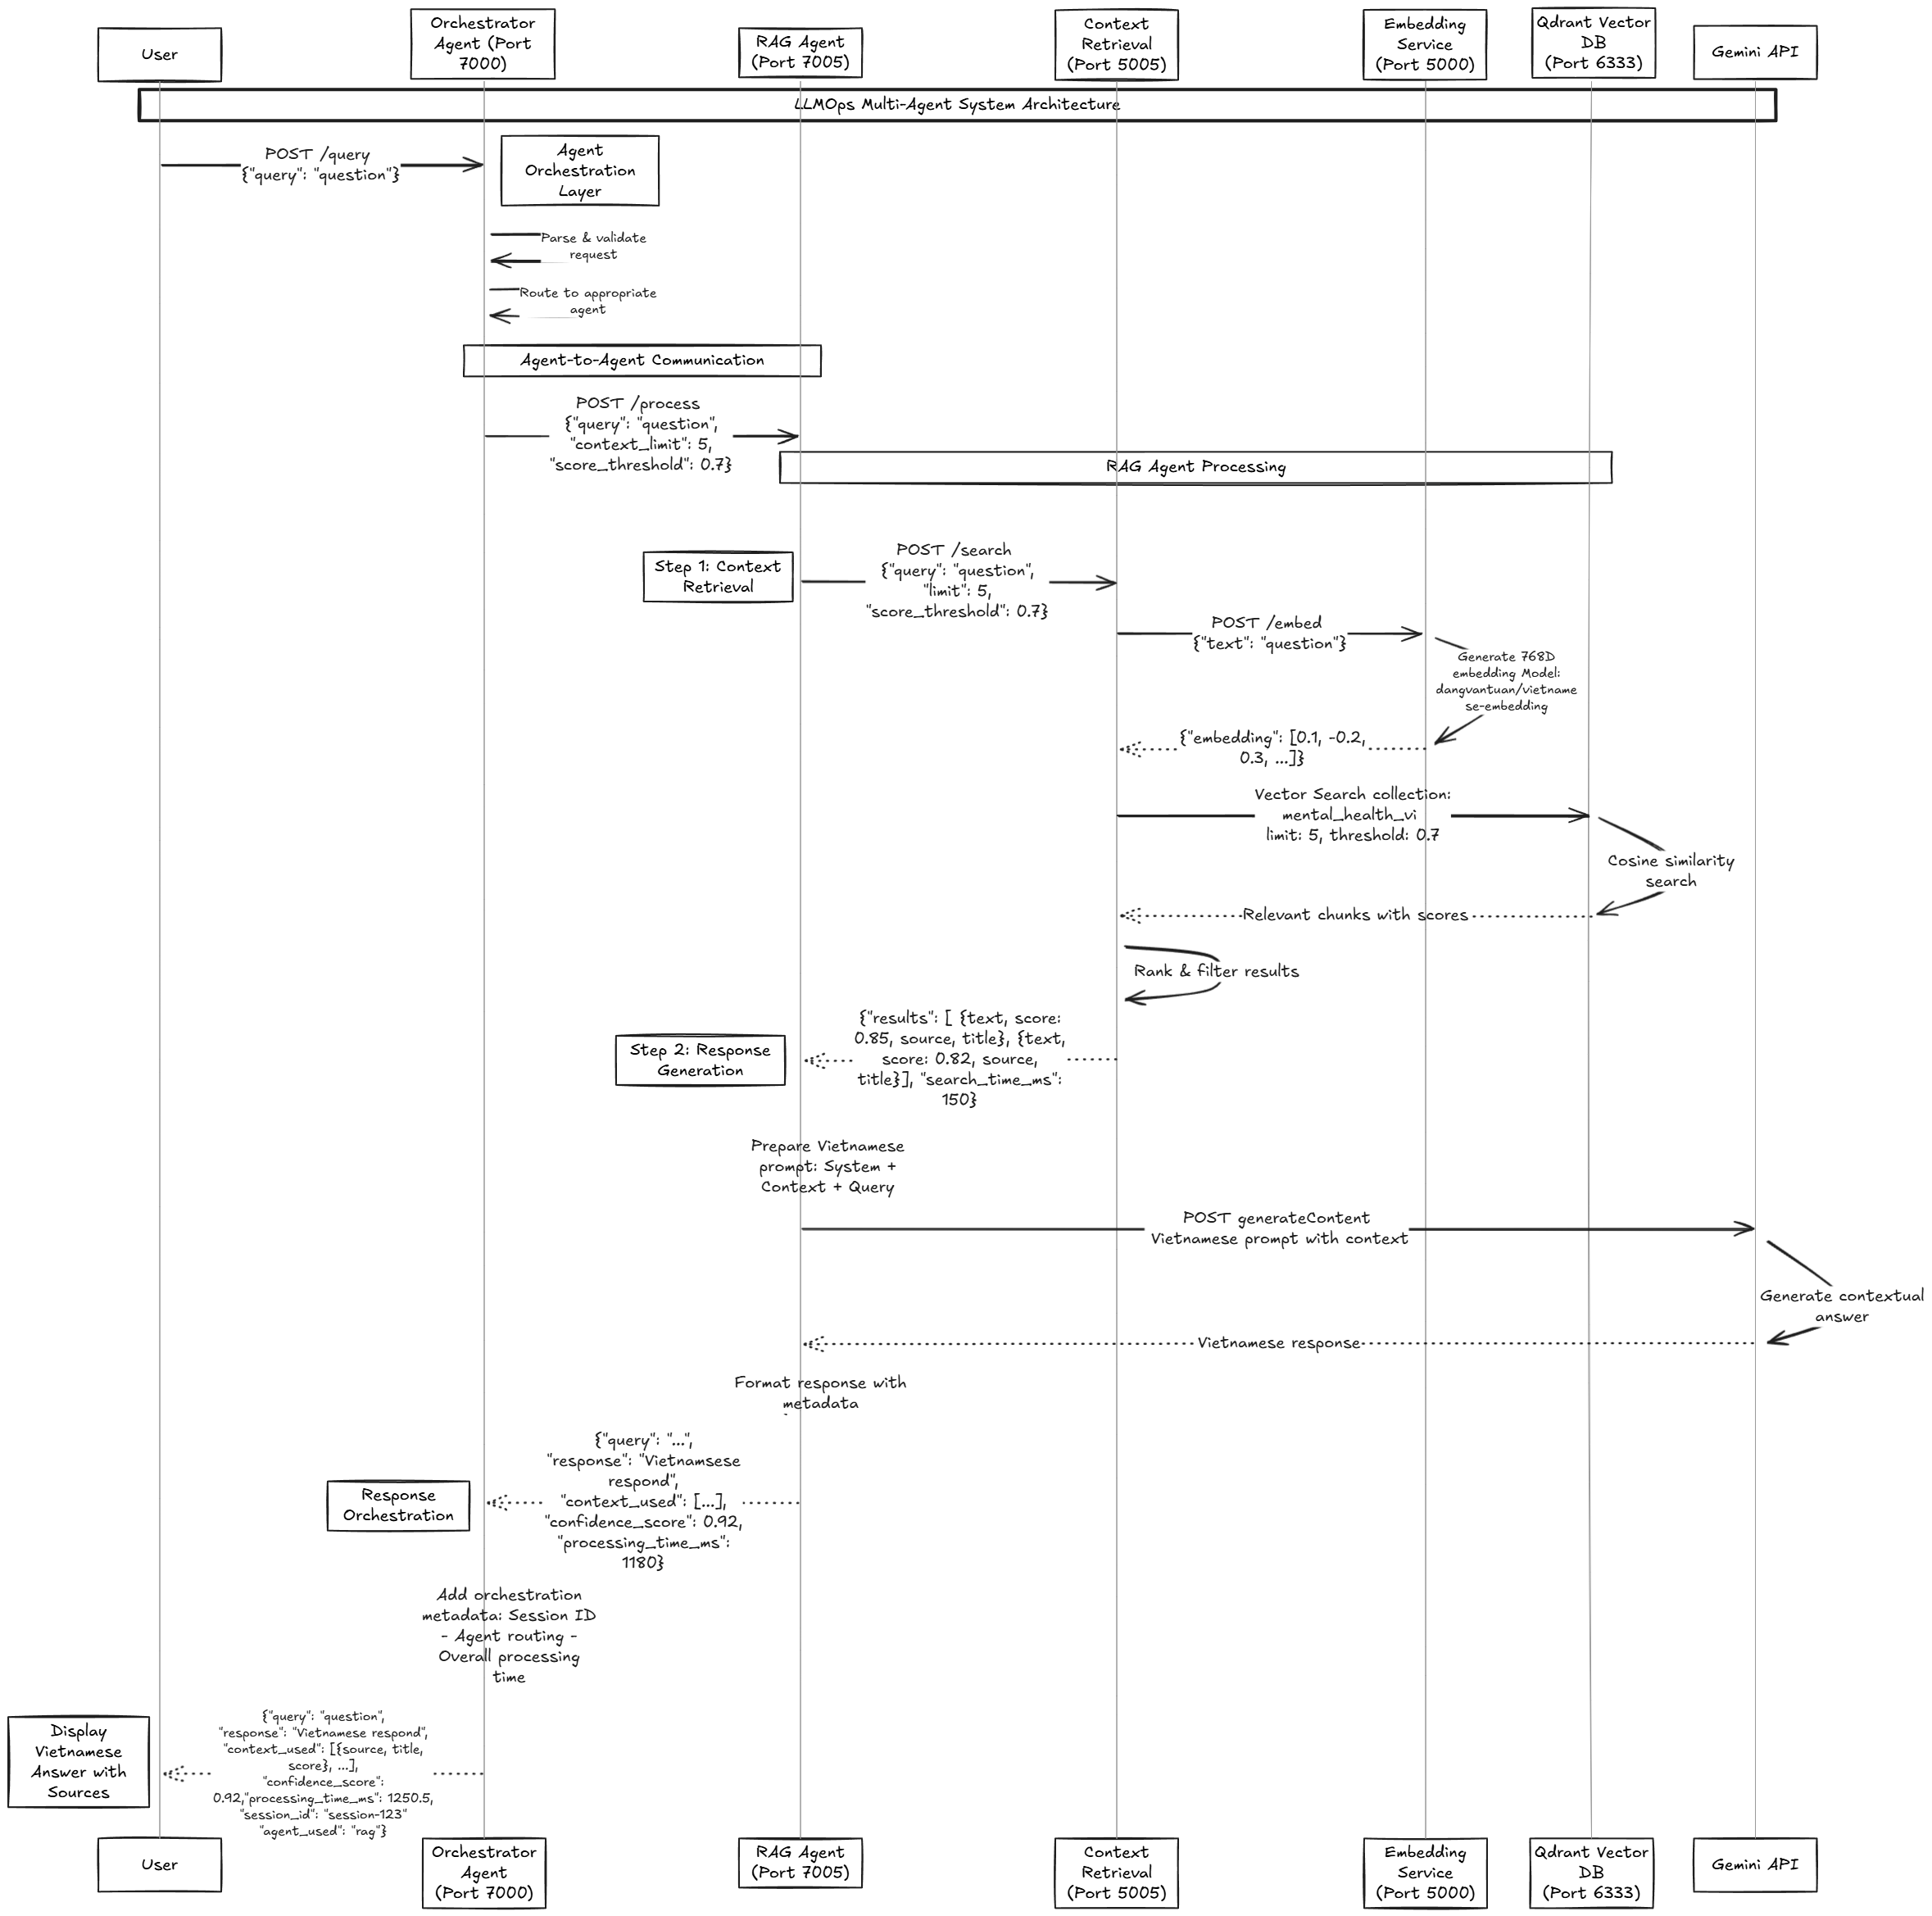 User
Orchestrator
Agent (Port
7000)
RAG Agent
(Port 7005)
Context
Retrieval
(Port 5005)
Embedding
Service
(Port 5000)
Qdrant Vector
DB
(Port 6333)
Gemini API
LLMOps Multi-Agent System Architecture
POST /query
{"query": "question"}
Agent
Orchestration
Layer
Parse & validate
request
Route to appropriate
agent
Agent-to-Agent Communication
POST /process
{"query": "question",
"context_limit": 5,
"score_threshold": 0.7}
RAG Agent Processing
Step 1: Context
Retrieval
POST /search
{"query": "question",
"limit": 5,
"score_threshold": 0.7}
POST /embed
{"text": "question"}
Generate 768D
embedding Model:
dangvantuan/vietname
se-embedding
{"embedding": [0.1, -0.2,
0.3, ...]}
Vector Search collection:
mental_health_vi
limit: 5, threshold: 0.7
Cosine similarity
search
Relevant chunks with scores
Rank & filter results
Step 2: Response
Generation
{"results": [ {text, score:
0.85, source, title}, {text,
score: 0.82, source,
title}], "search_time_ms":
150}
Prepare Vietnamese
prompt: System +
Context + Query
POST generateContent
Vietnamese prompt with context
Generate contextual
answer
Vietnamese response
Format response with
metadata
Response
Orchestration
{"query": "...",
"response": "Vietnamsese
respond",
"context_used": [...],
"confidence_score": 0.92,
"processing_time_ms":
1180}
Add orchestration
metadata: Session ID
- Agent routing -
Overall processing
time
Display
Vietnamese
Answer with
Sources
{"query": "question",
"response": "Vietnamese respond",
"context_used": [{source, title,
score}, ...],
"confidence_score":
0.92,"processing_time_ms": 1250.5,
"session_id": "session-123"
"agent_used": "rag"}
User
Orchestrator
Agent
(Port 7000)
RAG Agent
(Port 7005)
Context
Retrieval
(Port 5005)
Embedding
Service
(Port 5000)
Qdrant Vector
DB
(Port 6333)
Gemini API